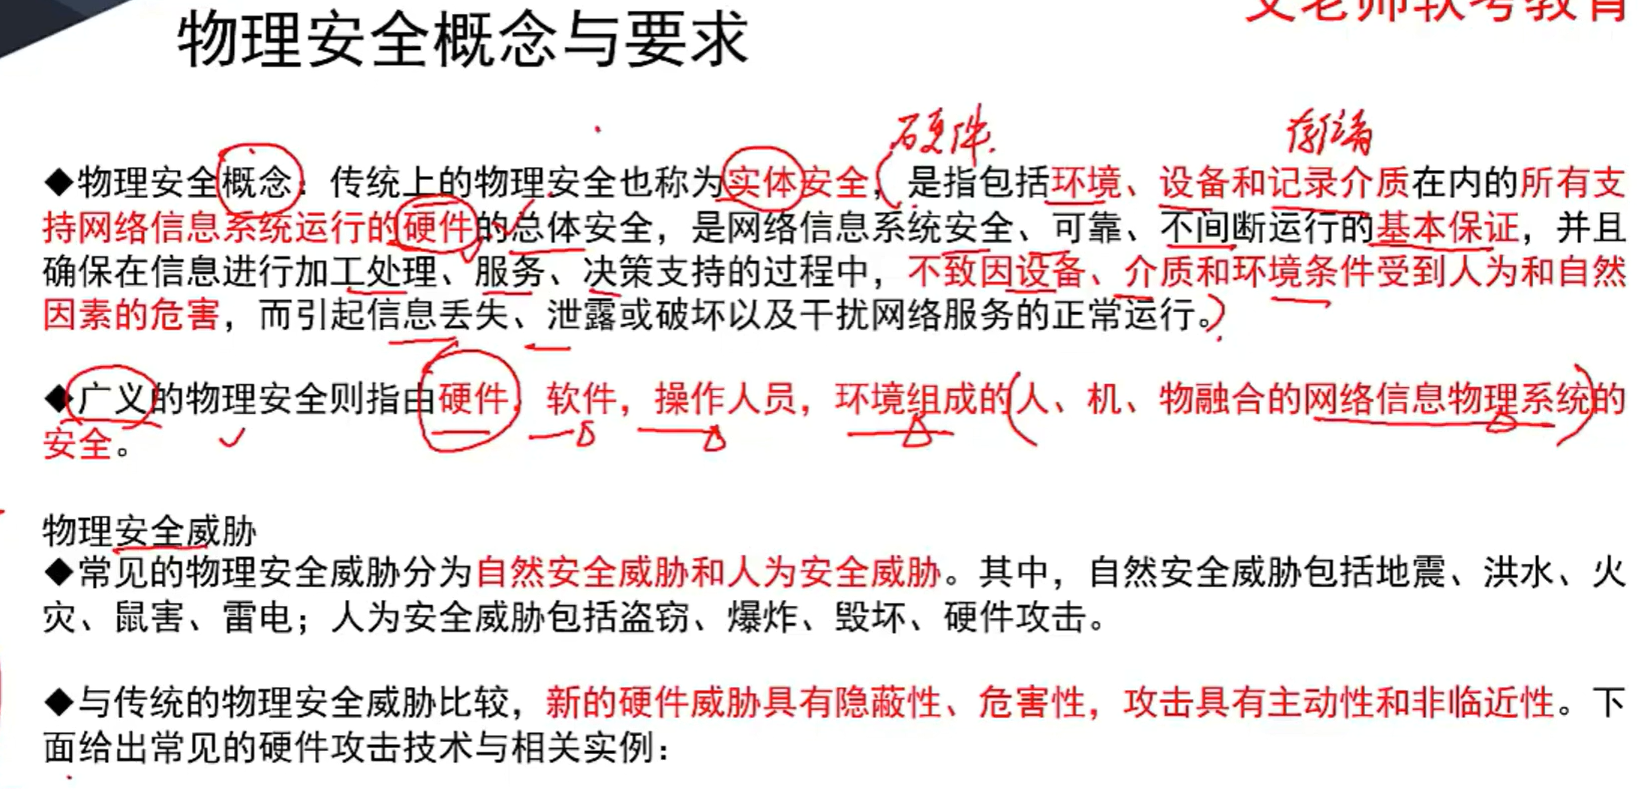 艾老师软考教育
物理安全概念与要求
硬件
存储
◆物理安全概念：传统上的物理安全也称为实体安全，是指包括环境、设备和记录介质在内的所有支
持网络信息系统运行的硬件的总体安全，是网络信息系统安全、可靠、不间断运行的基本保证，并且
确保在信息进行加工处理、服务、决策支持的过程中，不致因设备、介质和环境条件受到人为和自然
因素的危害，而引起信息丢失、泄露或破坏以及干扰网络服务的正常运行。
◆广义的物理安全则指由硬件，软件，操作人员，环境组成的人、机、物融合的网络信息物理系统的
安全。
物理安全威胁
◆常见的物理安全威胁分为自然安全威胁和人为安全威胁。其中，自然安全威胁包括地震、洪水、火
灾、鼠害、雷电；人为安全威胁包括盗窃、爆炸、毁坏、硬件攻击。
◆与传统的物理安全威胁比较，新的硬件威胁具有隐蔽性、危害性，攻击具有主动性和非临近性。下
面给出常见的硬件攻击技术与相关实例：